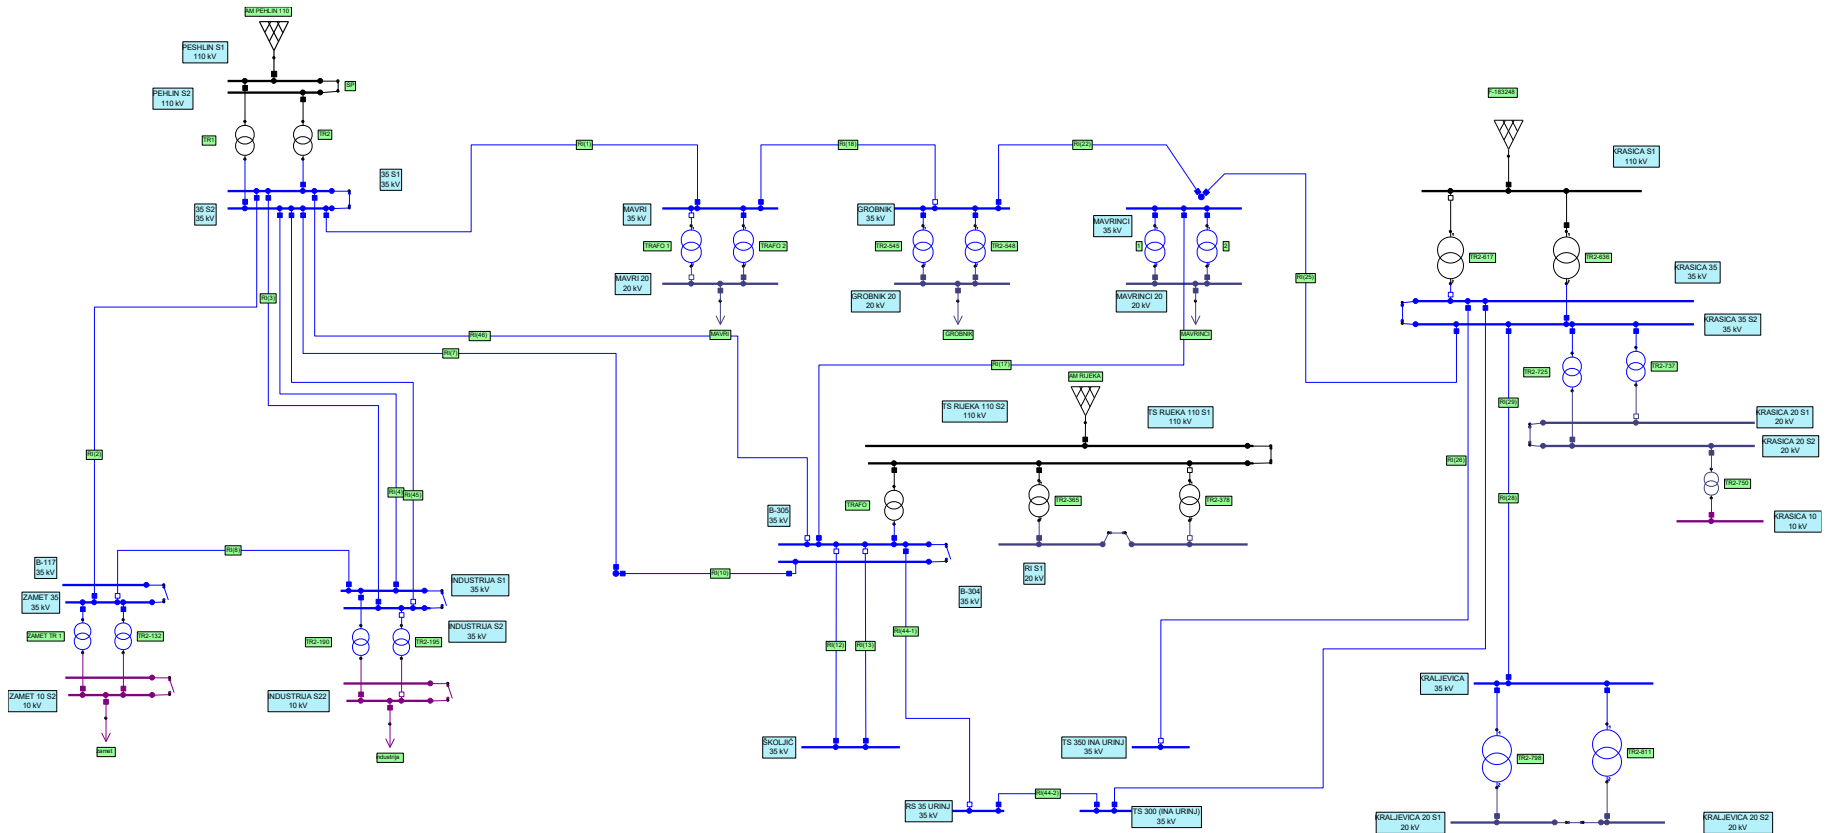 AM PEHLIN 110
PESHLIN S1
110 kV
PEHLIN S2
110 kV
SP
TR1
TR2
35 S1
35 kV
35 S2
35 kV
RI(1)
RI(18)
RI(22)
F-183248
KRASICA S1
110 kV
MAVRI
35 kV
GROBNIK
35 kV
MAVRINCI
35 kV
TRAFO 1
TRAFO 2
TR2-545
TR2-548
1
2
TR2-617
TR2-636
MAVRI 20
20 kV
GROBNIK 20
20 kV
MAVRINCI 20
20 kV
RI(25)
KRASICA 35
35 kV
KRASICA 35 S2
35 kV
RI(3)
RI(46)
MAVRI
GROBNIK
MAVRINCI
RI(7)
RI(17)
AM RIJEKA
TR2-725
TR2-737
TS RIJEKA 110 S2
110 kV
TS RIJEKA 110 S1
110 kV
RI(29)
KRASICA 20 S1
20 kV
KRASICA 20 S2
20 kV
RI(2)
RI(26)
RI(4)
RI(45)
TRAFO
TR2-365
TR2-378
TR2-750
RI(28)
B-305
35 kV
KRASICA 10
10 kV
RI(8)
B-117
35 kV
RI(10)
RI S1
20 kV
INDUSTRIJA S1
35 kV
ZAMET 35
35 kV
B-304
35 kV
INDUSTRIJA S2
35 kV
ZAMET TR 1
TR2-132
TR2-190
TR2-195
RI(12)
RI(13)
RI(44-1)
ZAMET 10 S2
10 kV
INDUSTRIJA S22
10 kV
KRALJEVICA
35 kV
zamet
industrija
ŠKOLJIĆ
35 kV
TS 350 INA URINJ
35 kV
TR2-798
TR2-811
RI(44-2)
RS 35 URINJ
35 kV
TS 300 (INA URINJ)
35 kV
KRALJEVICA 20 S1
20 kV
KRALJEVICA 20 S2
20 kV